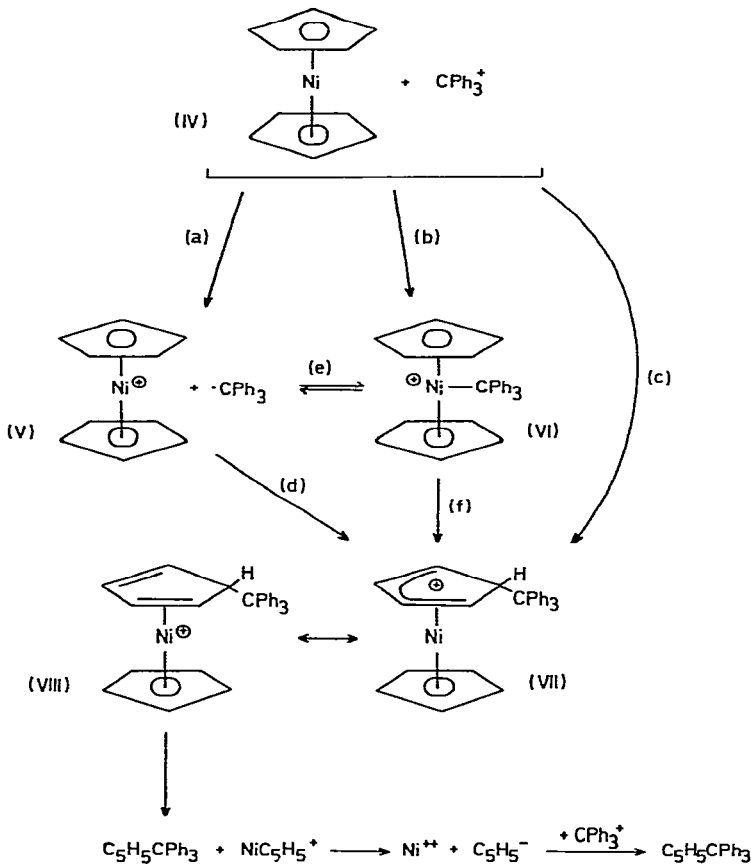 Ni + CPh₃⁺
(IV)
(a) (b) (c)
Ni⊕ + ·CPh₃ (e) ⊕Ni—CPh₃
(V) (VI)
(d) (f)
H
CPh₃
Ni⊕
(VIII)
⊕ H
CPh₃
Ni
(VII)
C₅H₅CPh₃ + NiC₅H₅⁺ ⟶ Ni⁺⁺ + C₅H₅⁻ + CPh₃⁺ ⟶ C₅H₅CPh₃